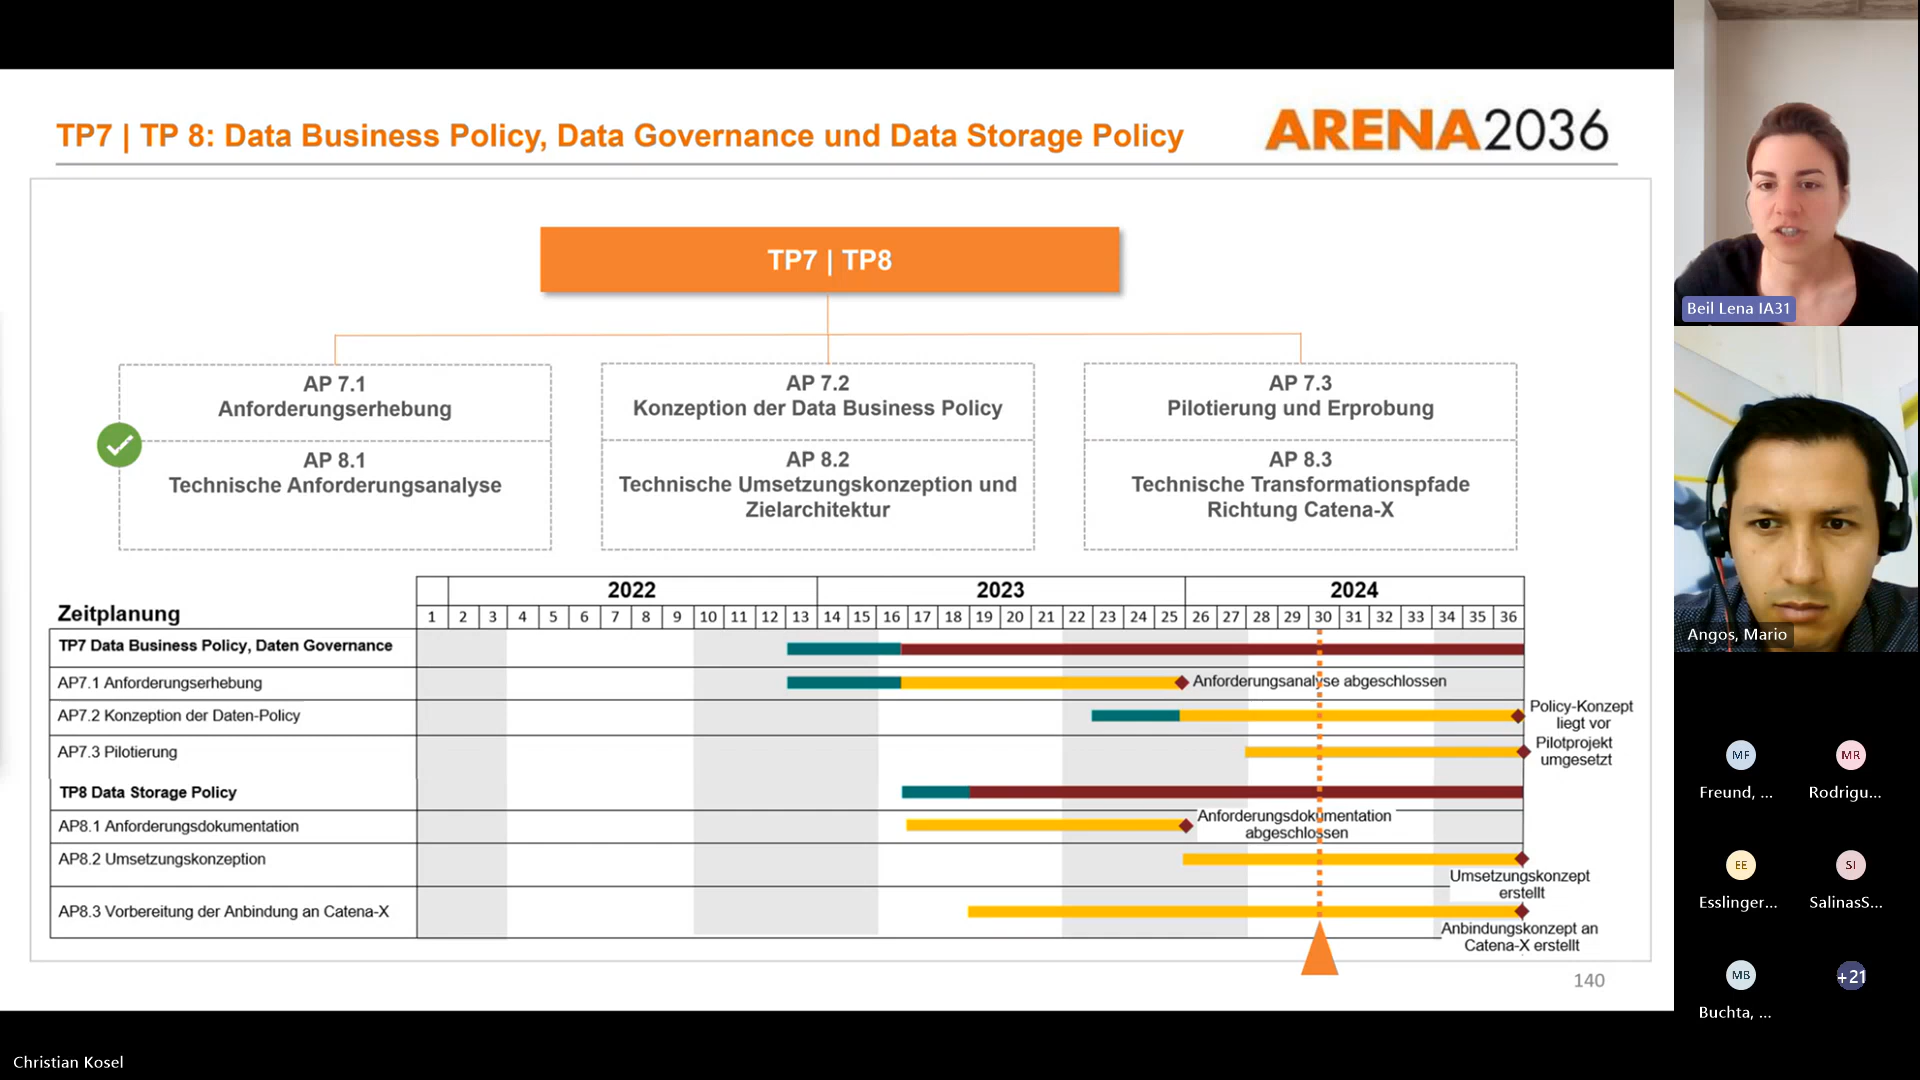 TP7 | TP 8: Data Business Policy, Data Governance und Data Storage Policy
ARENA2036
TP7 | TP8
AP 7.1
Anforderungserhebung
AP 8.1
Technische Anforderungsanalyse
AP 7.2
Konzeption der Data Business Policy
AP 8.2
Technische Umsetzungskonzeption und
Zielarchitektur
AP 7.3
Pilotierung und Erprobung
AP 8.3
Technische Transformationspfade
Richtung Catena-X
Zeitplanung
2022 2023 2024
1 2 3 4 5 6 7 8 9 10 11 12 13 14 15 16 17 18 19 20 21 22 23 24 25 26 27 28 29 30 31 32 33 34 35 36
TP7 Data Business Policy, Daten Governance
AP7.1 Anforderungserhebung
Anforderungsanalyse abgeschlossen
AP7.2 Konzeption der Daten-Policy
Policy-Konzept
liegt vor
AP7.3 Pilotierung
Pilotprojekt
umgesetzt
TP8 Data Storage Policy
AP8.1 Anforderungsdokumentation
Anforderungsdokumentation
abgeschlossen
AP8.2 Umsetzungskonzeption
Umsetzungskonzept
erstellt
AP8.3 Vorbereitung der Anbindung an Catena-X
Anbindungskonzept an
Catena-X erstellt
140
Christian Kosel
Beil Lena IA31
Angos, Mario
MF
Freund, ...
MR
Rodrigu...
EE
Esslinger...
SI
SalinasS...
MB
Buchta, ...
+21